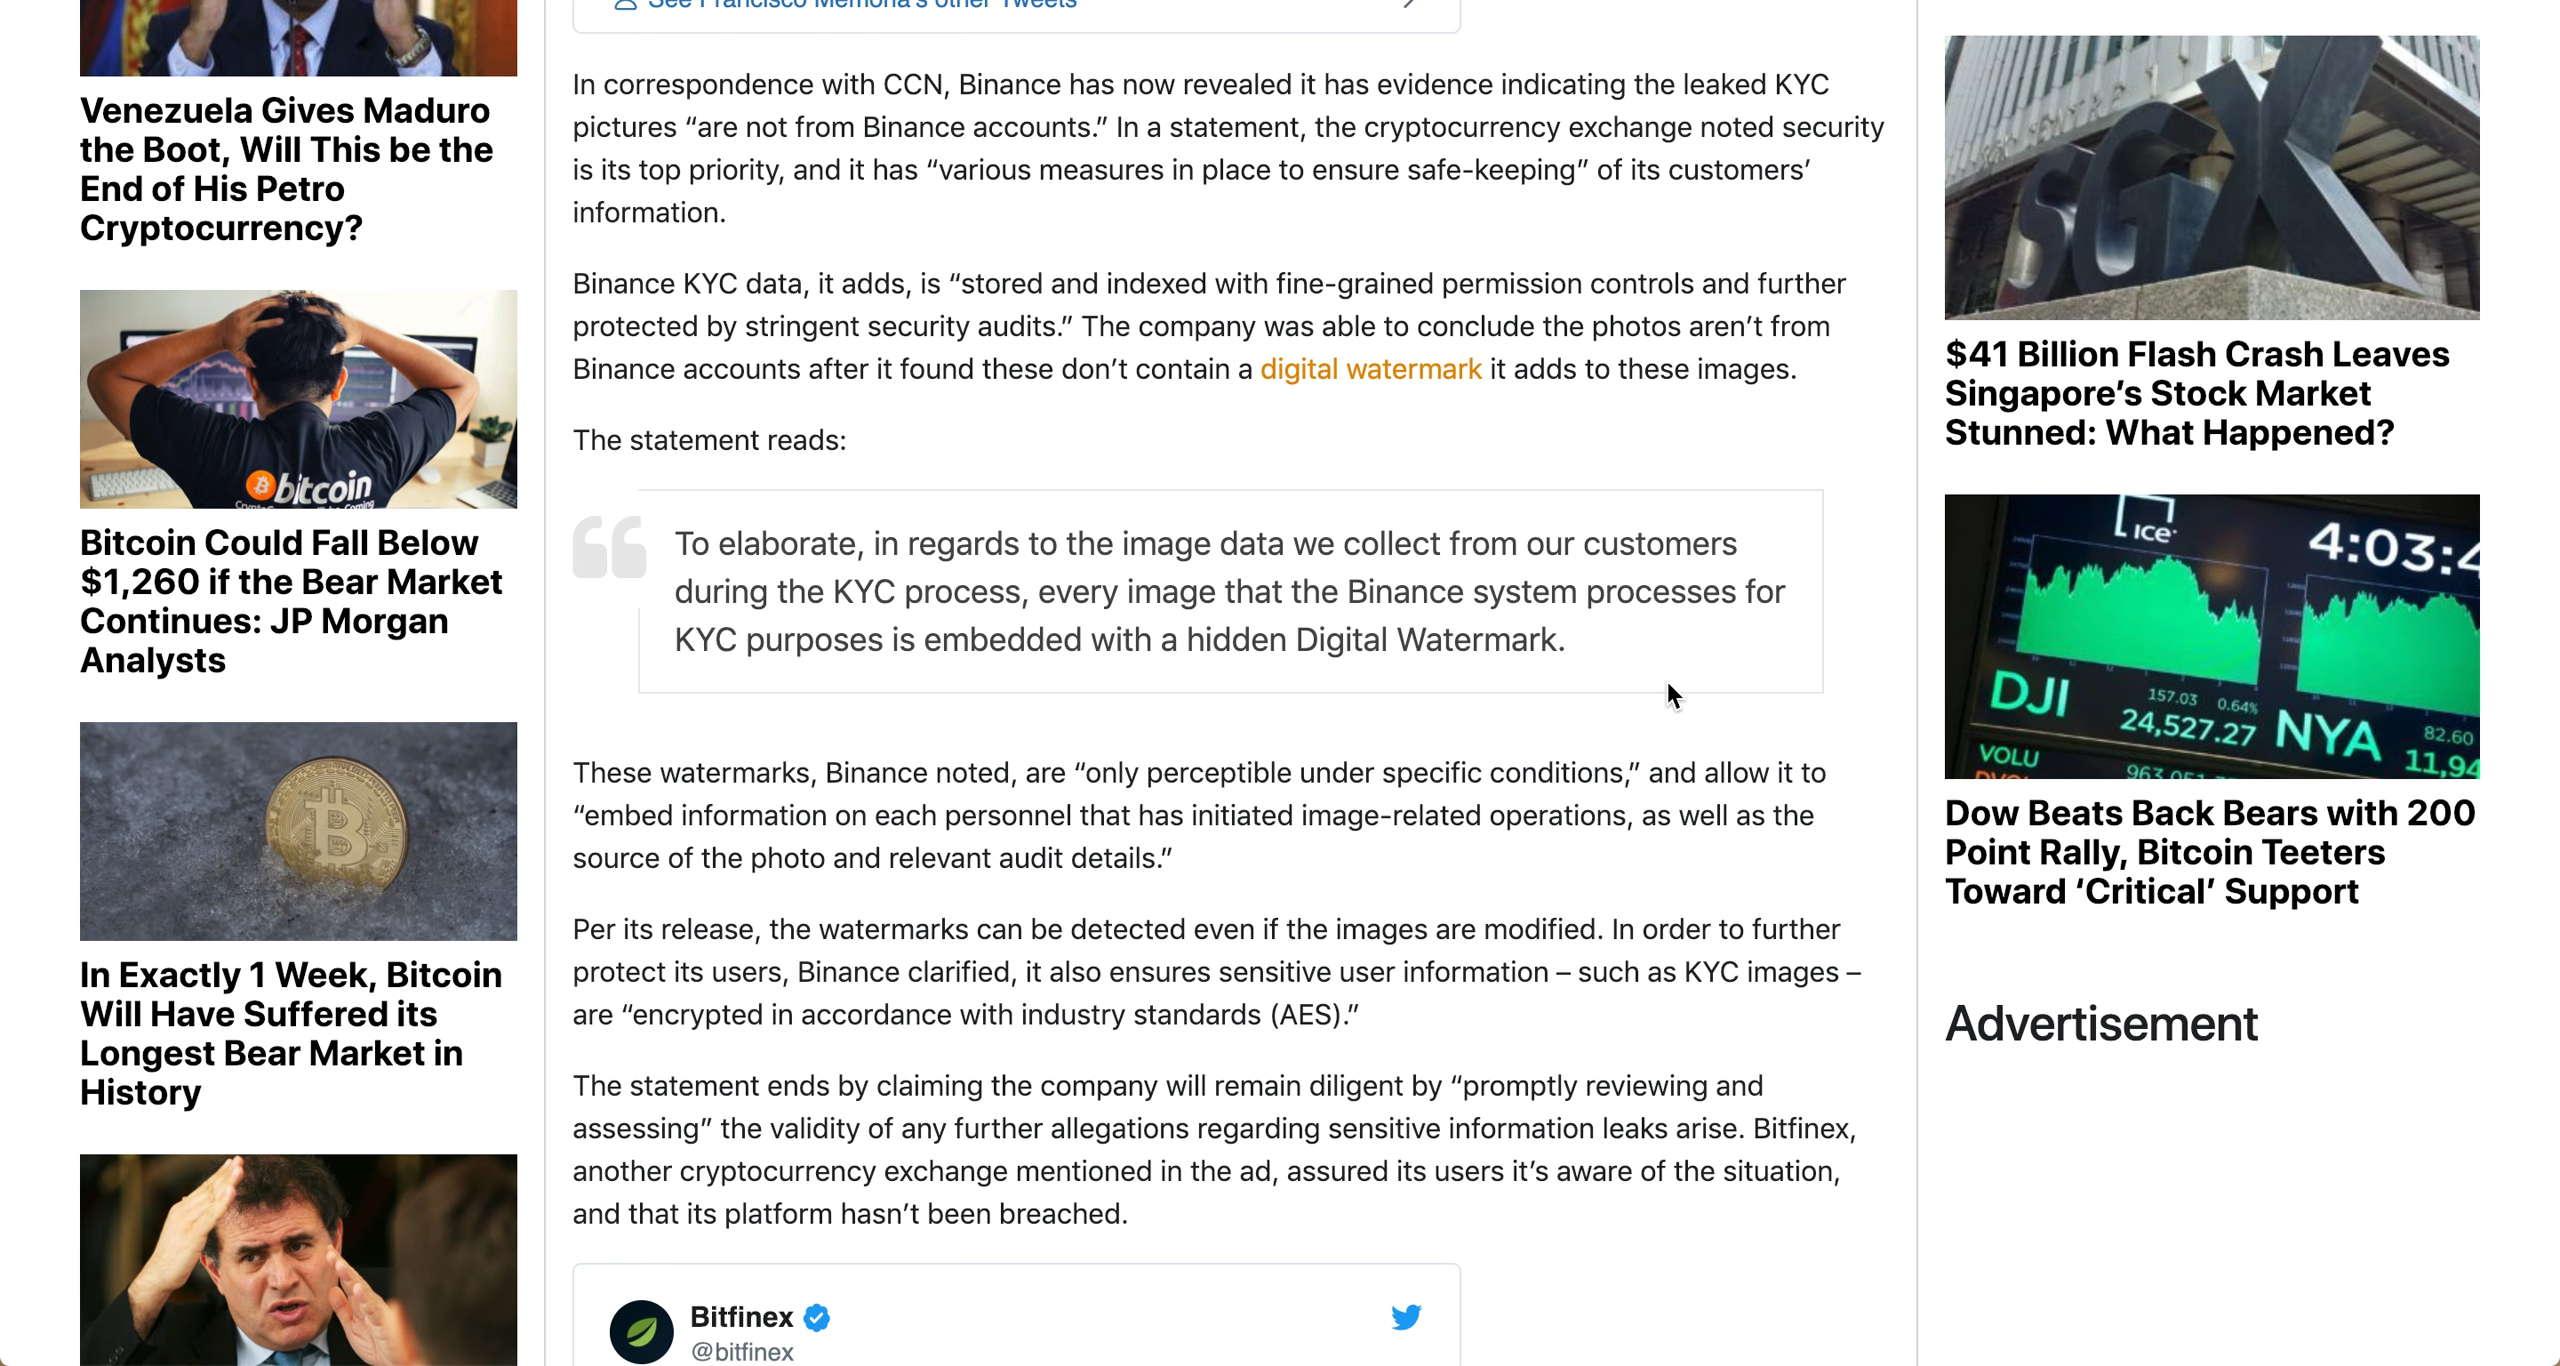 See Francisco Memoria's other Tweets
Venezuela Gives Maduro
the Boot, Will This be the
End of His Petro
Cryptocurrency?
bitcoin
Bitcoin Could Fall Below
$1,260 if the Bear Market
Continues: JP Morgan
Analysts
In Exactly 1 Week, Bitcoin
Will Have Suffered its
Longest Bear Market in
History
In correspondence with CCN, Binance has now revealed it has evidence indicating the leaked KYC
pictures “are not from Binance accounts.” In a statement, the cryptocurrency exchange noted security
is its top priority, and it has “various measures in place to ensure safe-keeping” of its customers’
information.
Binance KYC data, it adds, is “stored and indexed with fine-grained permission controls and further
protected by stringent security audits.” The company was able to conclude the photos aren’t from
Binance accounts after it found these don’t contain a digital watermark it adds to these images.
The statement reads:
To elaborate, in regards to the image data we collect from our customers
during the KYC process, every image that the Binance system processes for
KYC purposes is embedded with a hidden Digital Watermark.
These watermarks, Binance noted, are “only perceptible under specific conditions,” and allow it to
“embed information on each personnel that has initiated image-related operations, as well as the
source of the photo and relevant audit details.”
Per its release, the watermarks can be detected even if the images are modified. In order to further
protect its users, Binance clarified, it also ensures sensitive user information – such as KYC images –
are “encrypted in accordance with industry standards (AES).”
The statement ends by claiming the company will remain diligent by “promptly reviewing and
assessing” the validity of any further allegations regarding sensitive information leaks arise. Bitfinex,
another cryptocurrency exchange mentioned in the ad, assured its users it’s aware of the situation,
and that its platform hasn’t been breached.
Bitfinex
@bitfinex
SGX
$41 Billion Flash Crash Leaves
Singapore’s Stock Market
Stunned: What Happened?
ICE
4:03:4
DJI 157.03 0.64%
24,527.27
NYA 82.60
11,94
VOLU
Dow Beats Back Bears with 200
Point Rally, Bitcoin Teeters
Toward ‘Critical’ Support
Advertisement